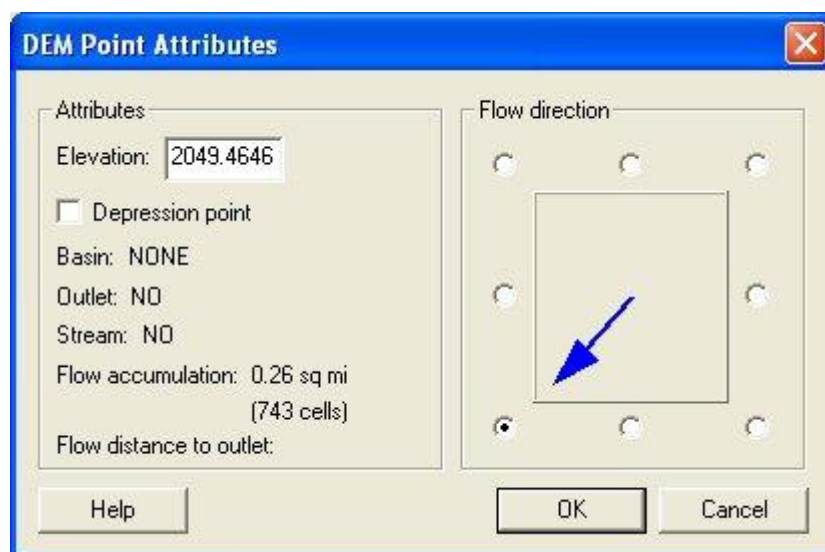 DEM Point Attributes
Attributes
Elevation: 2049.4646
Depression point
Basin: NONE
Outlet: NO
Stream: NO
Flow accumulation: 0.26 sq mi
(743 cells)
Flow distance to outlet:
Flow direction
Help
OK
Cancel